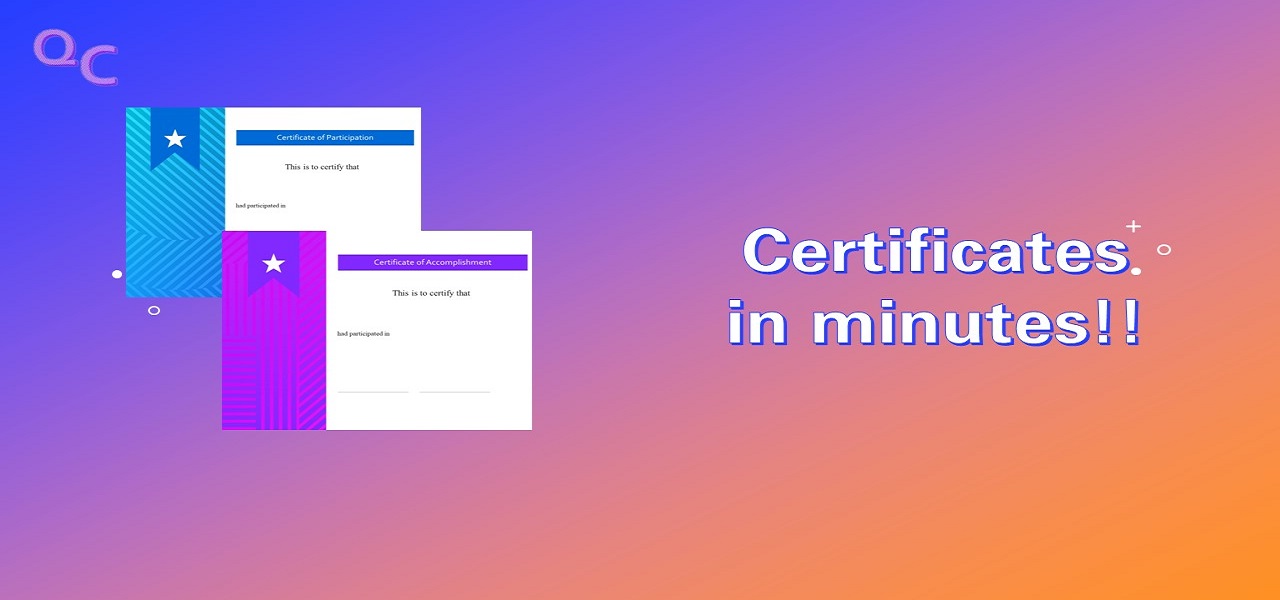 QC
Certificate of Participation
This is to certify that
had participated in
Certificate of Accomplishment
This is to certify that
had participated in
Certificates
in minutes!!